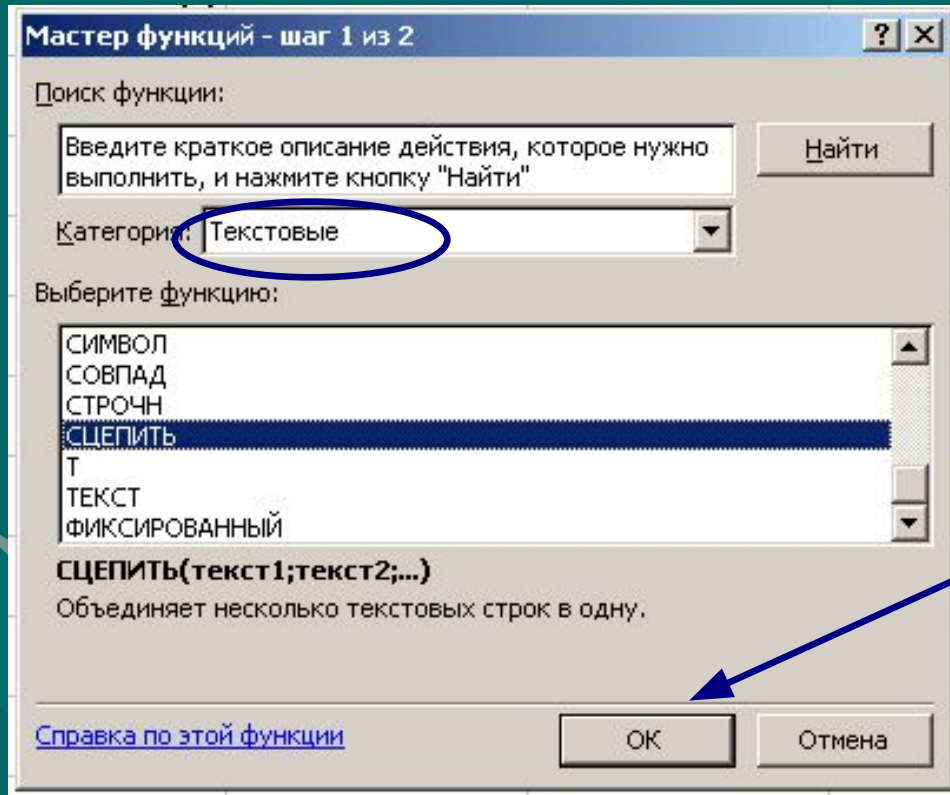 Мастер функций - шаг 1 из 2
Поиск функции:
Введите краткое описание действия, которое нужно
выполнить, и нажмите кнопку "Найти"
Найти
Категория: Текстовые
Выберите функцию:
СИМВОЛ
СОВПАД
СТРОЧН
СЦЕПИТЬ
Т
ТЕКСТ
ФИКСИРОВАННЫЙ
СЦЕПИТЬ(текст1;текст2;...)
Объединяет несколько текстовых строк в одну.
Справка по этой функции
ОК
Отмена